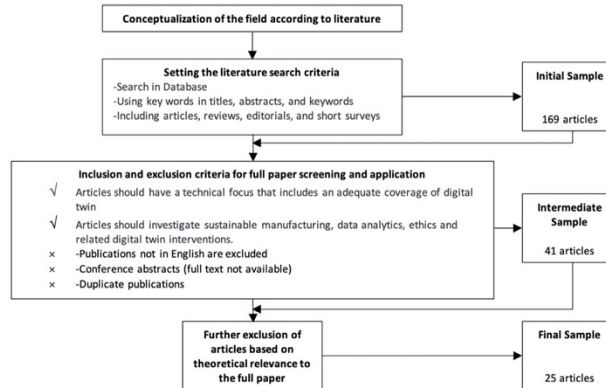 Conceptualization of the field according to literature
Setting the literature search criteria
-Search in Database
-Using key words in titles, abstracts, and keywords
-Including articles, reviews, editorials, and short surveys
Initial Sample
169 articles
Inclusion and exclusion criteria for full paper screening and application
√ Articles should have a technical focus that includes an adequate coverage of digital
twin
√ Articles should investigate sustainable manufacturing, data analytics, ethics and
related digital twin interventions.
× -Publications not in English are excluded
× -Conference abstracts (full text not available)
× -Duplicate publications
Intermediate
Sample
41 articles
Further exclusion of
articles based on
theoretical relevance to
the full paper
Final Sample
25 articles